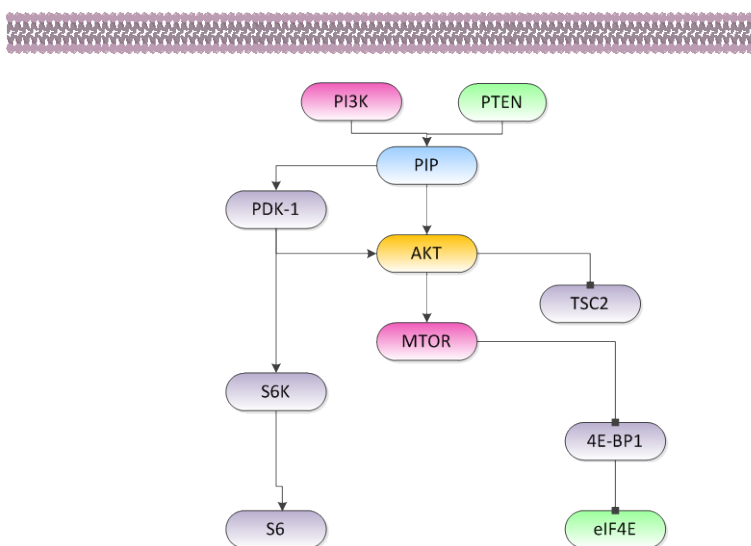 PI3K
PTEN
PIP
PDK-1
AKT
TSC2
MTOR
S6K
4E-BP1
S6
eIF4E